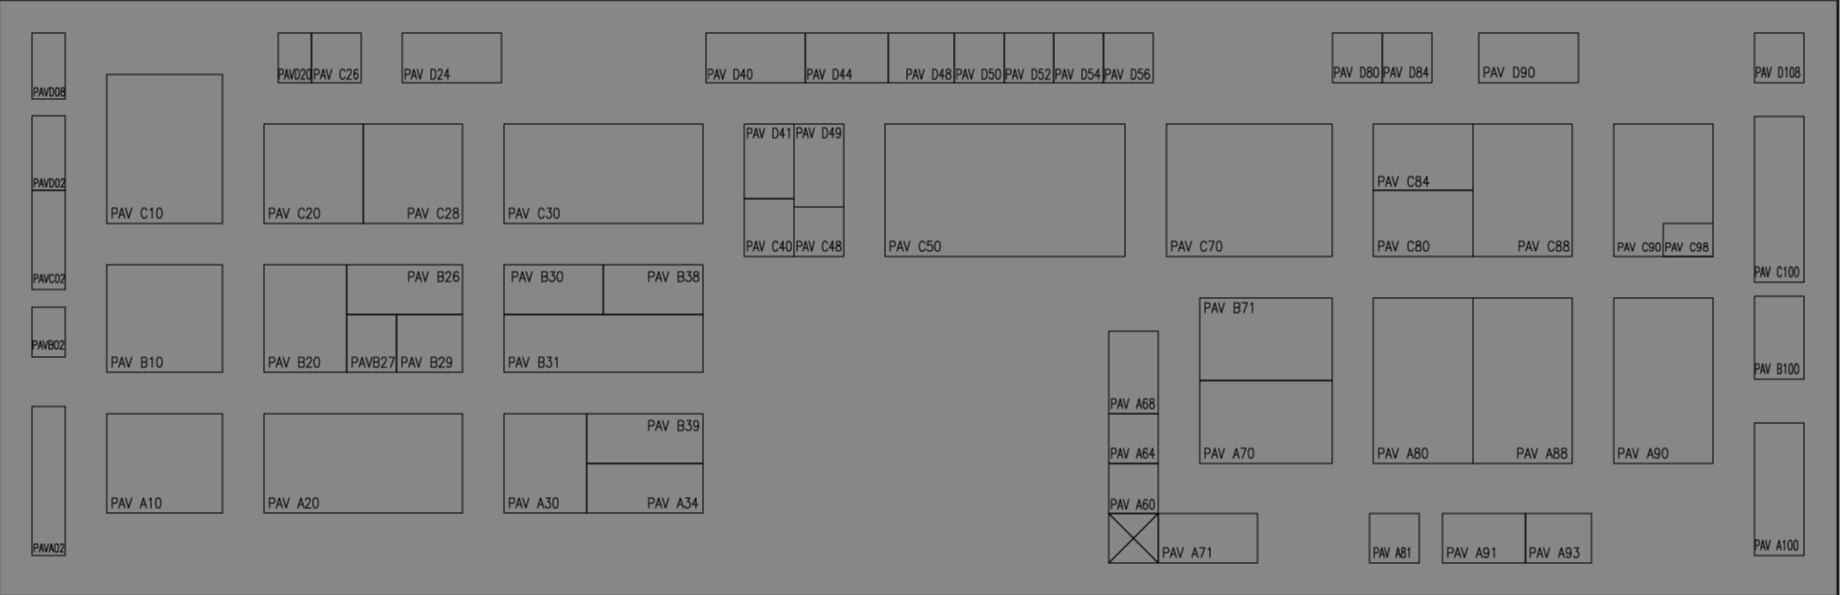 PAVD20 PAV C26 PAV D24 PAV D40 PAV D44 PAV D48 PAV D50 PAV D52 PAV D54 PAV D56 PAV D80 PAV D84 PAV D90 PAV D108
PAVD08
PAV D41 PAV D49
PAVD02 PAV C84
PAV C10 PAV C20 PAV C28 PAV C30
PAV C40 PAV C48 PAV C50 PAV C70 PAV C80 PAV C88 PAV C90 PAV C98
PAVC02 PAV B26 PAV B30 PAV B38 PAV C100
PAV B71
PAVB02
PAV B10 PAV B20 PAVB27 PAV B29 PAV B31 PAV B100
PAV A68
PAV B39
PAV A64 PAV A70 PAV A80 PAV A88 PAV A90
PAV A10 PAV A20 PAV A30 PAV A34 PAV A60
PAVA02 PAV A71 PAV A81 PAV A91 PAV A93 PAV A100